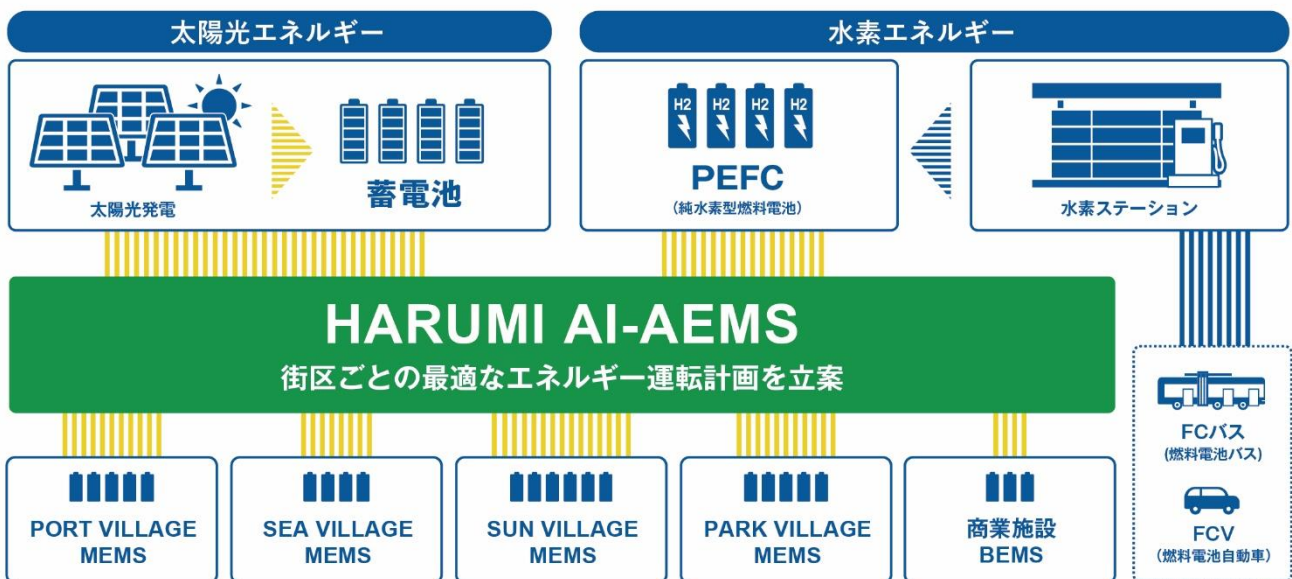 太陽光エネルギー
水素エネルギー
太陽光発電
蓄電池
H2 H2 H2 H2
PEFC
（純水素型燃料電池）
水素ステーション
HARUMI AI-AEMS
街区ごとの最適なエネルギー運転計画を立案
PORT VILLAGE
MEMS
SEA VILLAGE
MEMS
SUN VILLAGE
MEMS
PARK VILLAGE
MEMS
商業施設
BEMS
FCバス
(燃料電池バス)
FCV
(燃料電池自動車)